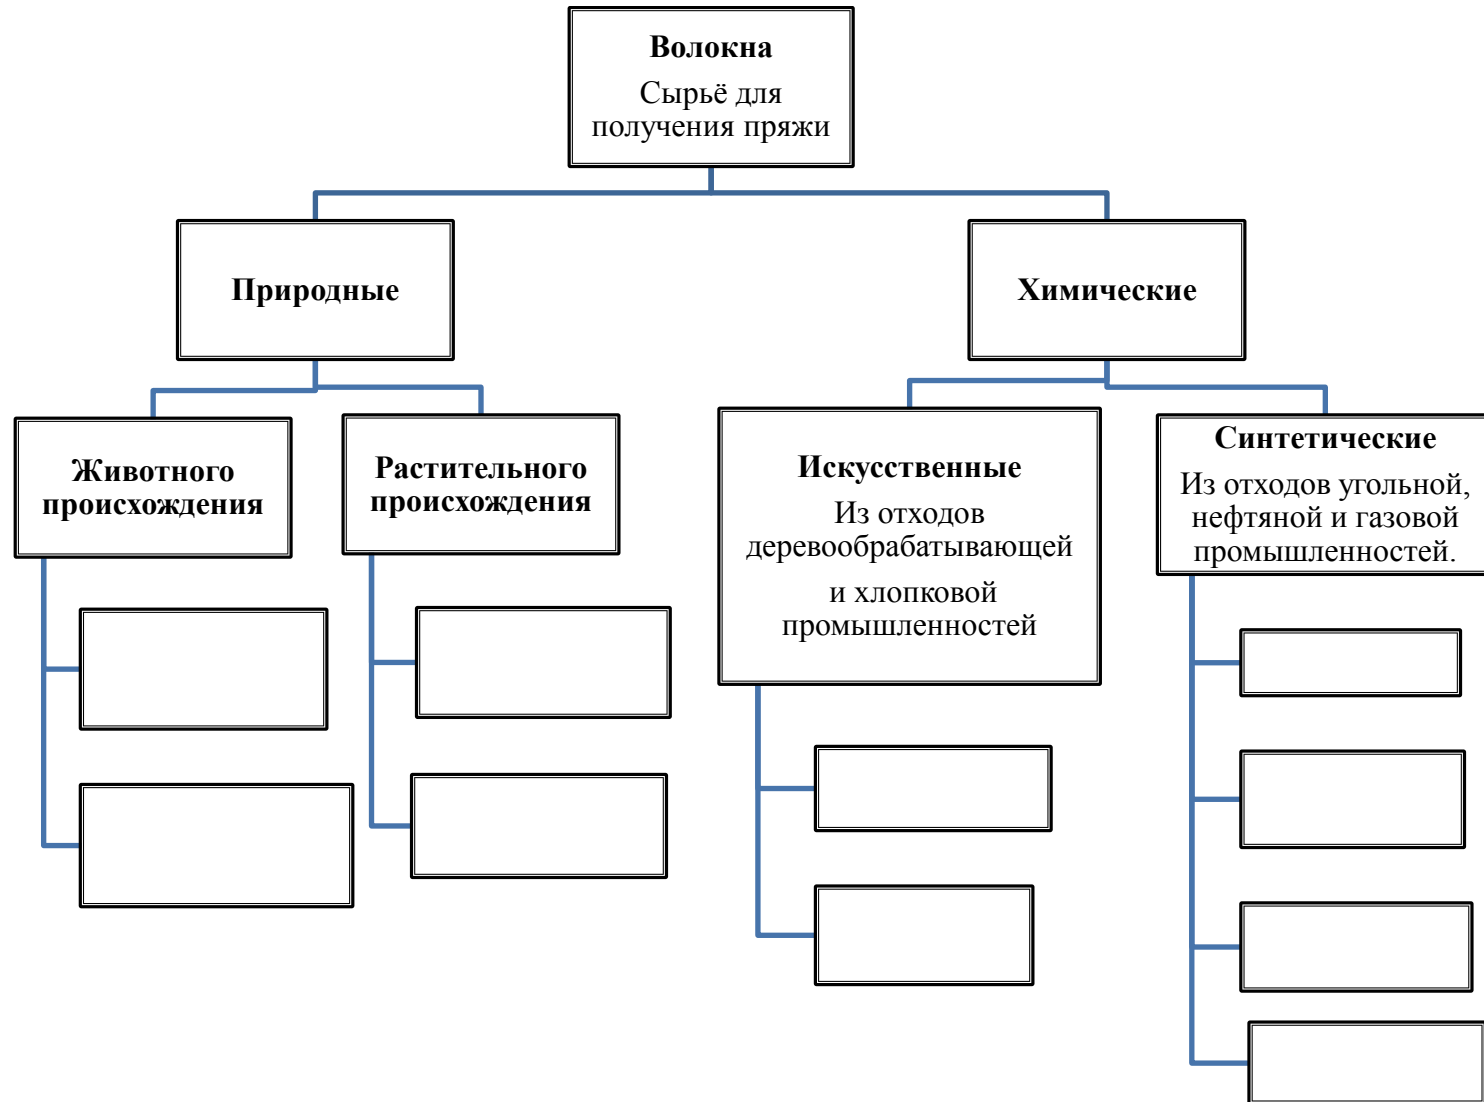 Волокна
Сырьё для
получения пряжи
Природные
Химические
Животного
происхождения
Растительного
происхождения
Искусственные
Из отходов
деревообрабатывающей
и хлопковой
промышленностей
Синтетические
Из отходов угольной,
нефтяной и газовой
промышленностей.